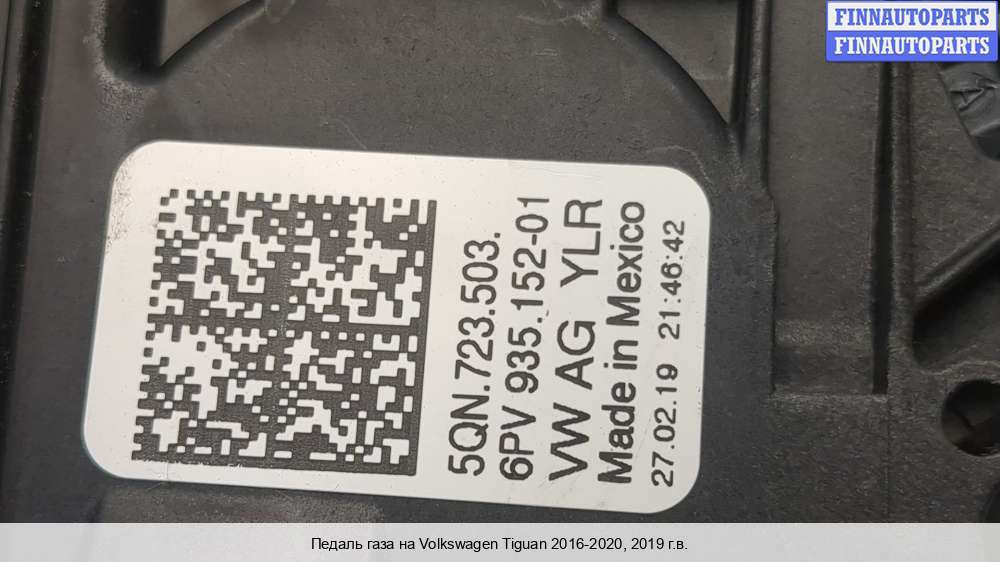 FINNAUTOPARTS
FINNAUTOPARTS
5QN.723.503.
6PV 935.152-01
VW AG YLR
Made in Mexico
27.02.19 21:46:42
A
Педаль газа на Volkswagen Tiguan 2016-2020, 2019 г.в.